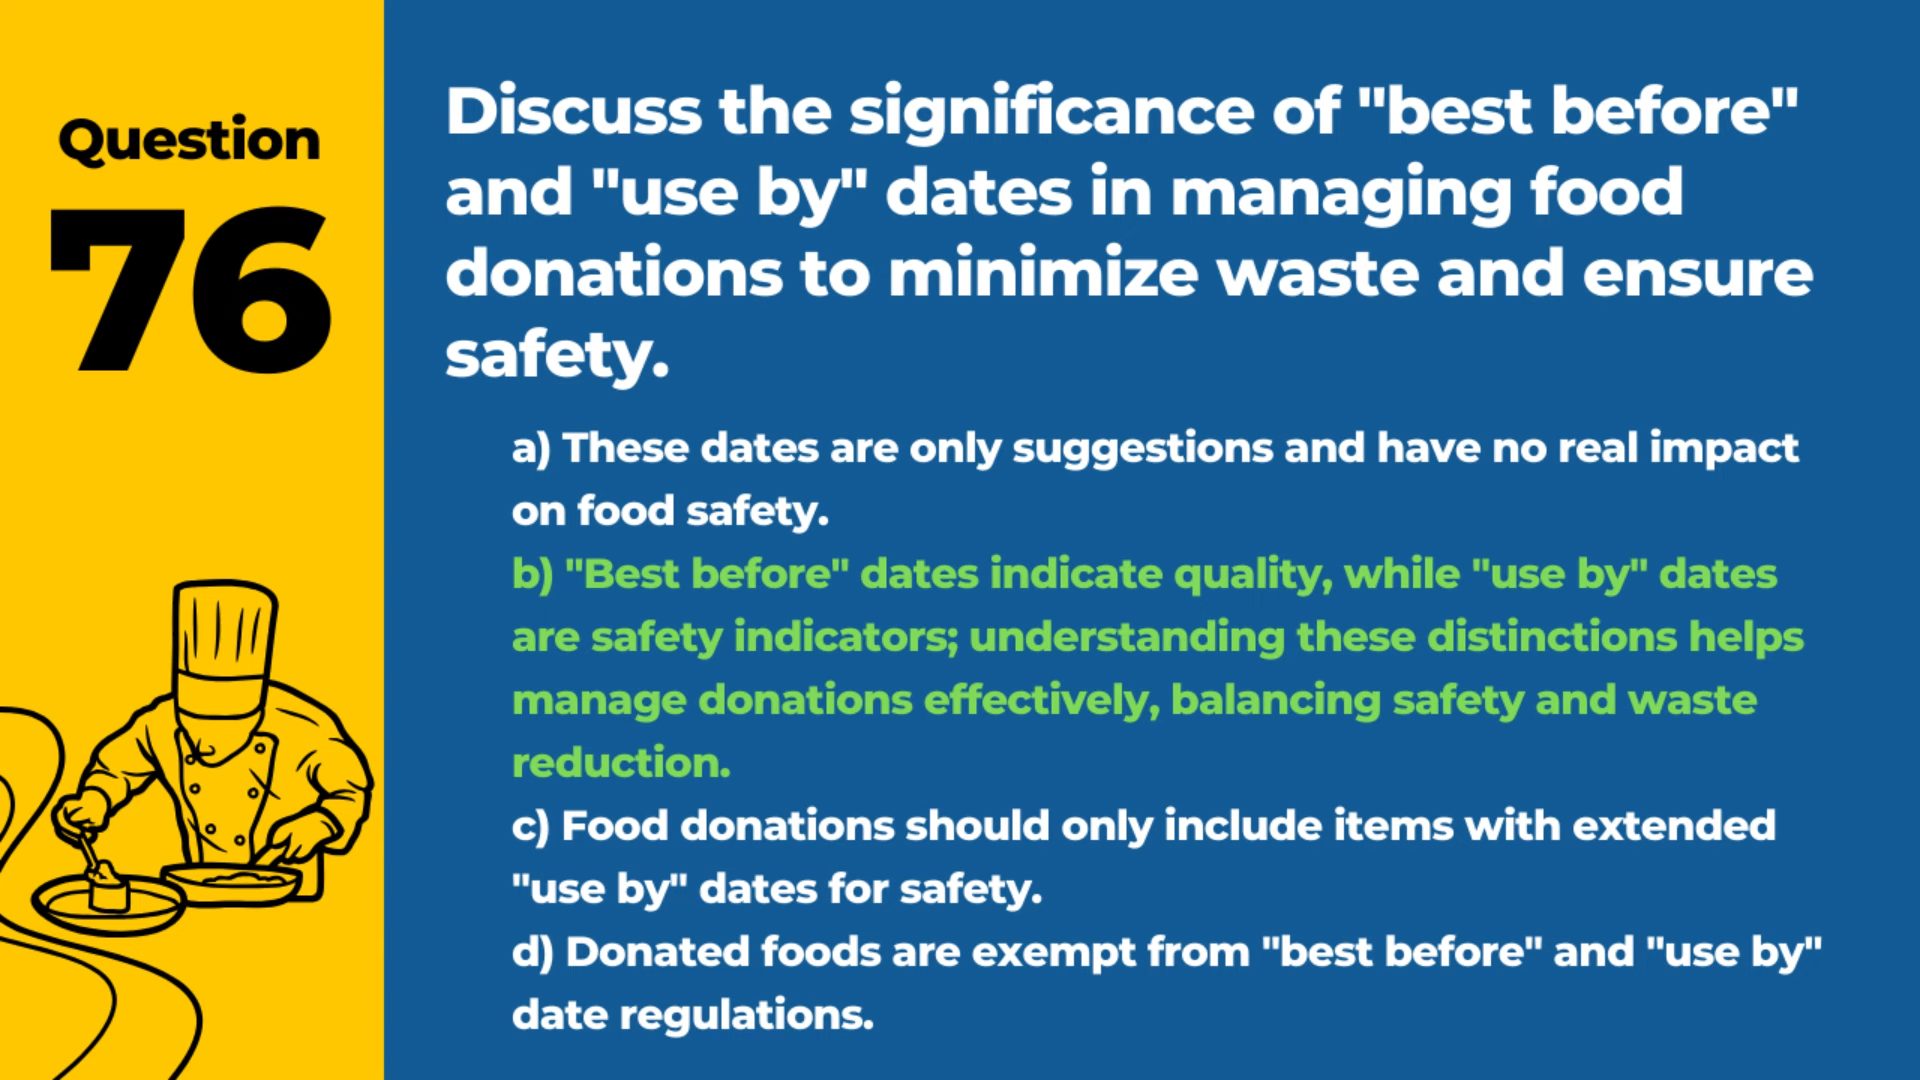 Question
76
Discuss the significance of "best before"
and "use by" dates in managing food
donations to minimize waste and ensure
safety.
a) These dates are only suggestions and have no real impact
on food safety.
b) "Best before" dates indicate quality, while "use by" dates
are safety indicators; understanding these distinctions helps
manage donations effectively, balancing safety and waste
reduction.
c) Food donations should only include items with extended
"use by" dates for safety.
d) Donated foods are exempt from "best before" and "use by"
date regulations.